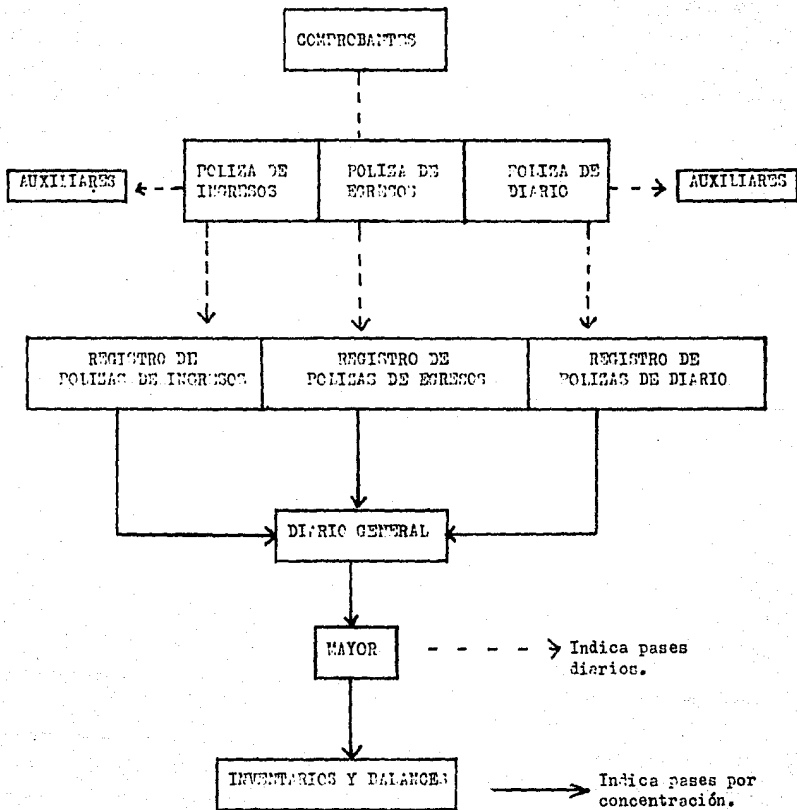 COMPROBANTES
POLIZA DE
INGRESOS
POLIZA DE
EGRESOS
POLIZA DE
DIARIO
AUXILIARES
AUXILIARES
REGISTRO DE
POLIZAS DE INGRESOS
REGISTRO DE
POLIZAS DE EGRESOS
REGISTRO DE
POLIZAS DE DIARIO
DIARIO GENERAL
MAYOR
Indica pases
diarios.
INVENTARIOS Y BALANCES
Indica pases por
concentración.